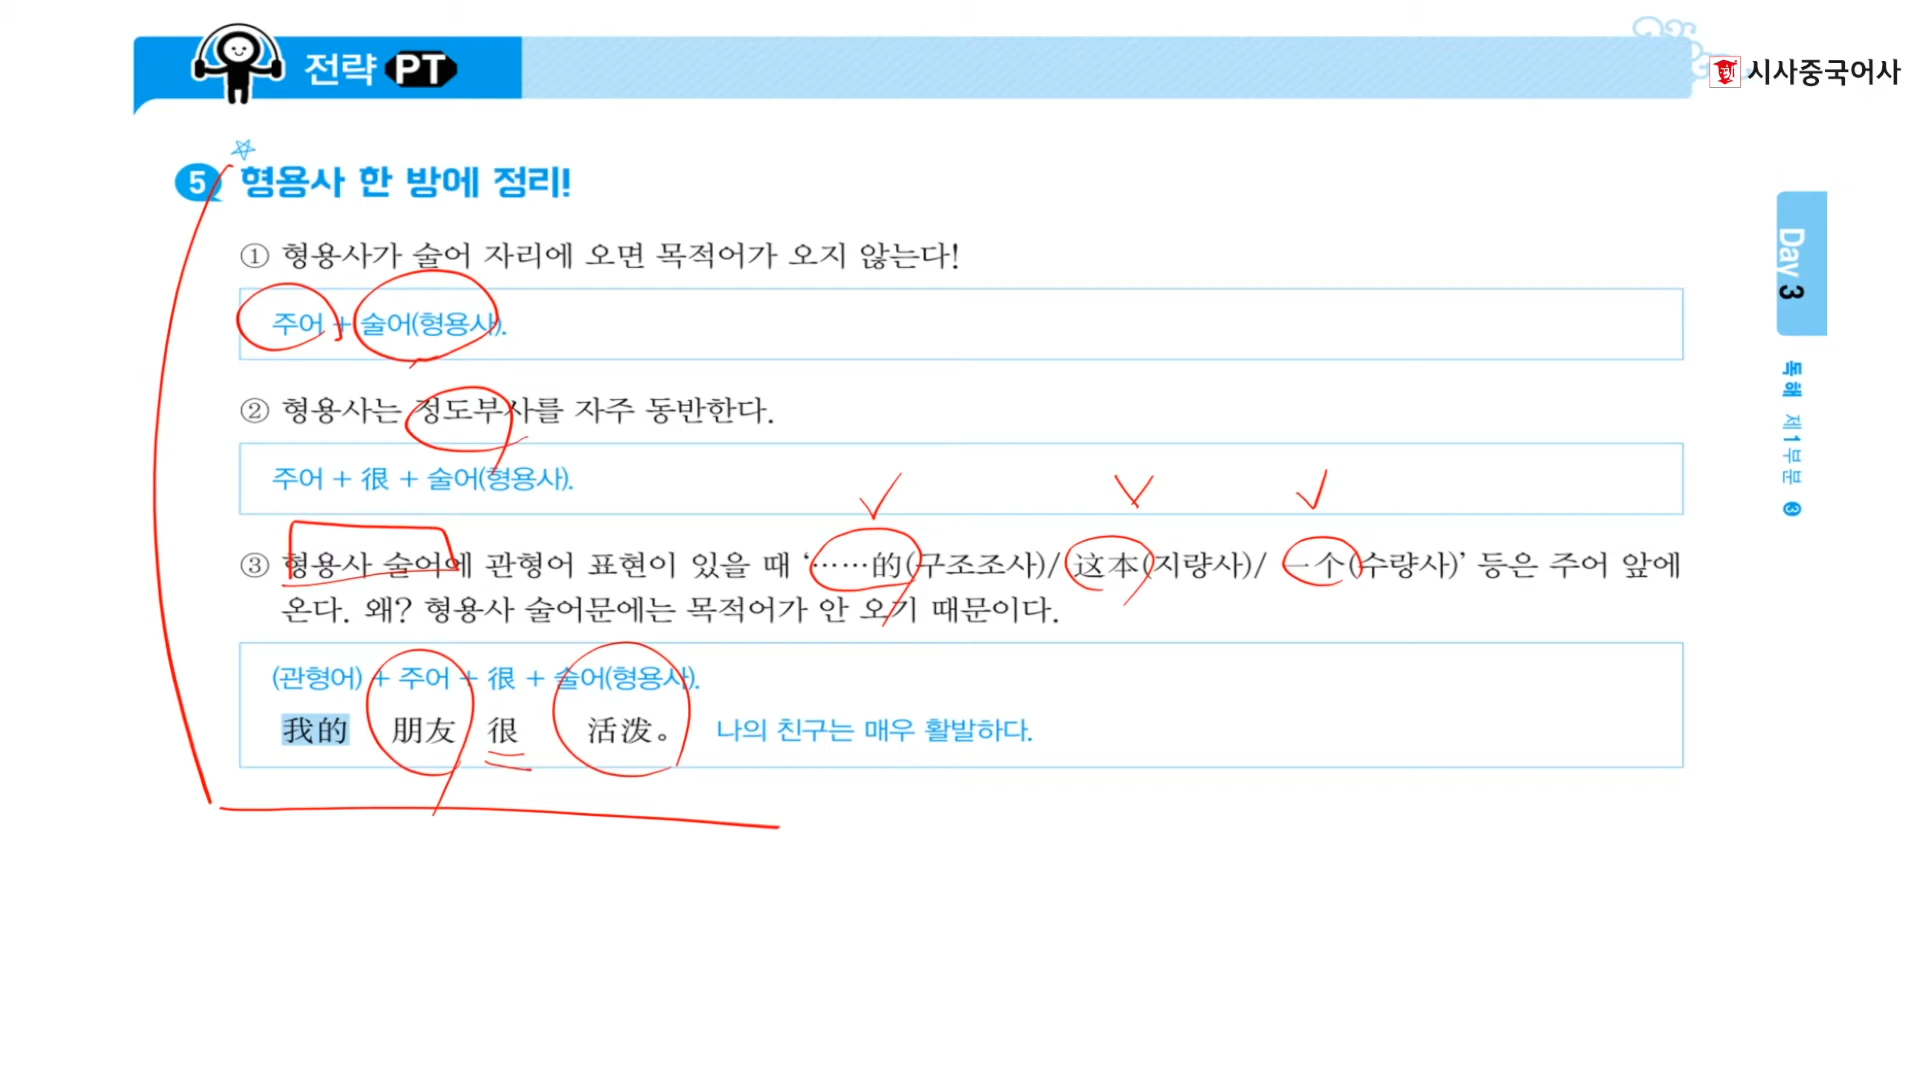 전략 PT
시사중국어사
5 형용사 한 방에 정리!
① 형용사가 술어 자리에 오면 목적어가 오지 않는다!
주어 + 술어(형용사).
② 형용사는 정도부사를 자주 동반한다.
주어 + 很 + 술어(형용사).
③ 형용사 술어에 관형어 표현이 있을 때 ‘……的(구조조사)/ 这本(지량사)/ 一个(수량사)’ 등은 주어 앞에
온다. 왜? 형용사 술어문에는 목적어가 안 오기 때문이다.
(관형어) + 주어 + 很 + 술어(형용사).
我的 朋友 很 活泼。 나의 친구는 매우 활발하다.
Day 3
독해 제1부분 ③